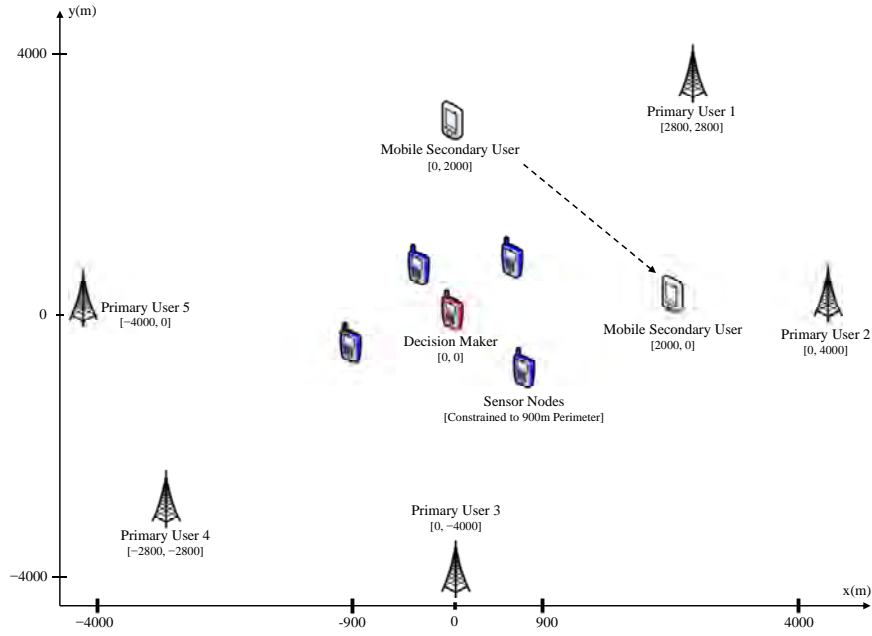 y(m)
4000
Primary User 1
[2800, 2800]
Mobile Secondary User
[0, 2000]
0
Primary User 5
[−4000, 0]
Decision Maker
[0, 0]
Mobile Secondary User
[2000, 0]
Primary User 2
[0, 4000]
Sensor Nodes
[Constrained to 900m Perimeter]
Primary User 4
[−2800, −2800]
Primary User 3
[0, −4000]
−4000
x(m)
−4000
-900
0
900
4000